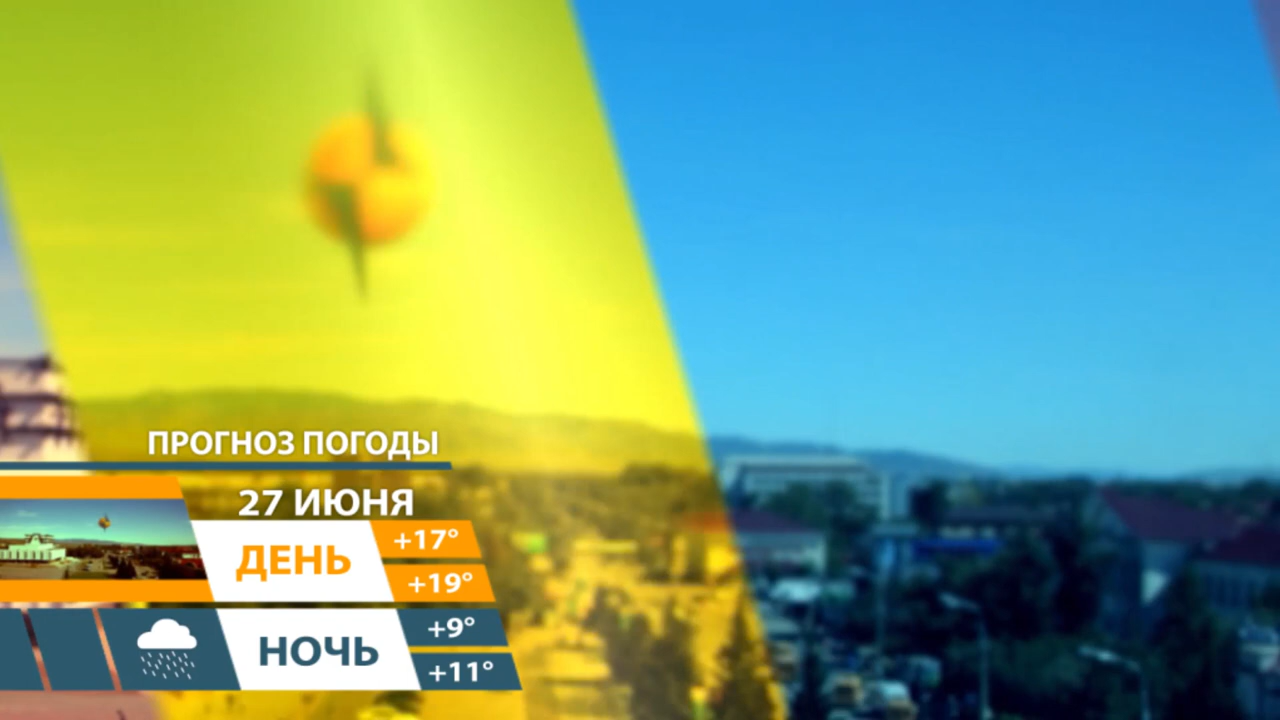 ПРОГНОЗ ПОГОДЫ
27 ИЮНЯ
ДЕНЬ
+17°
+19°
НОЧЬ
+9°
+11°